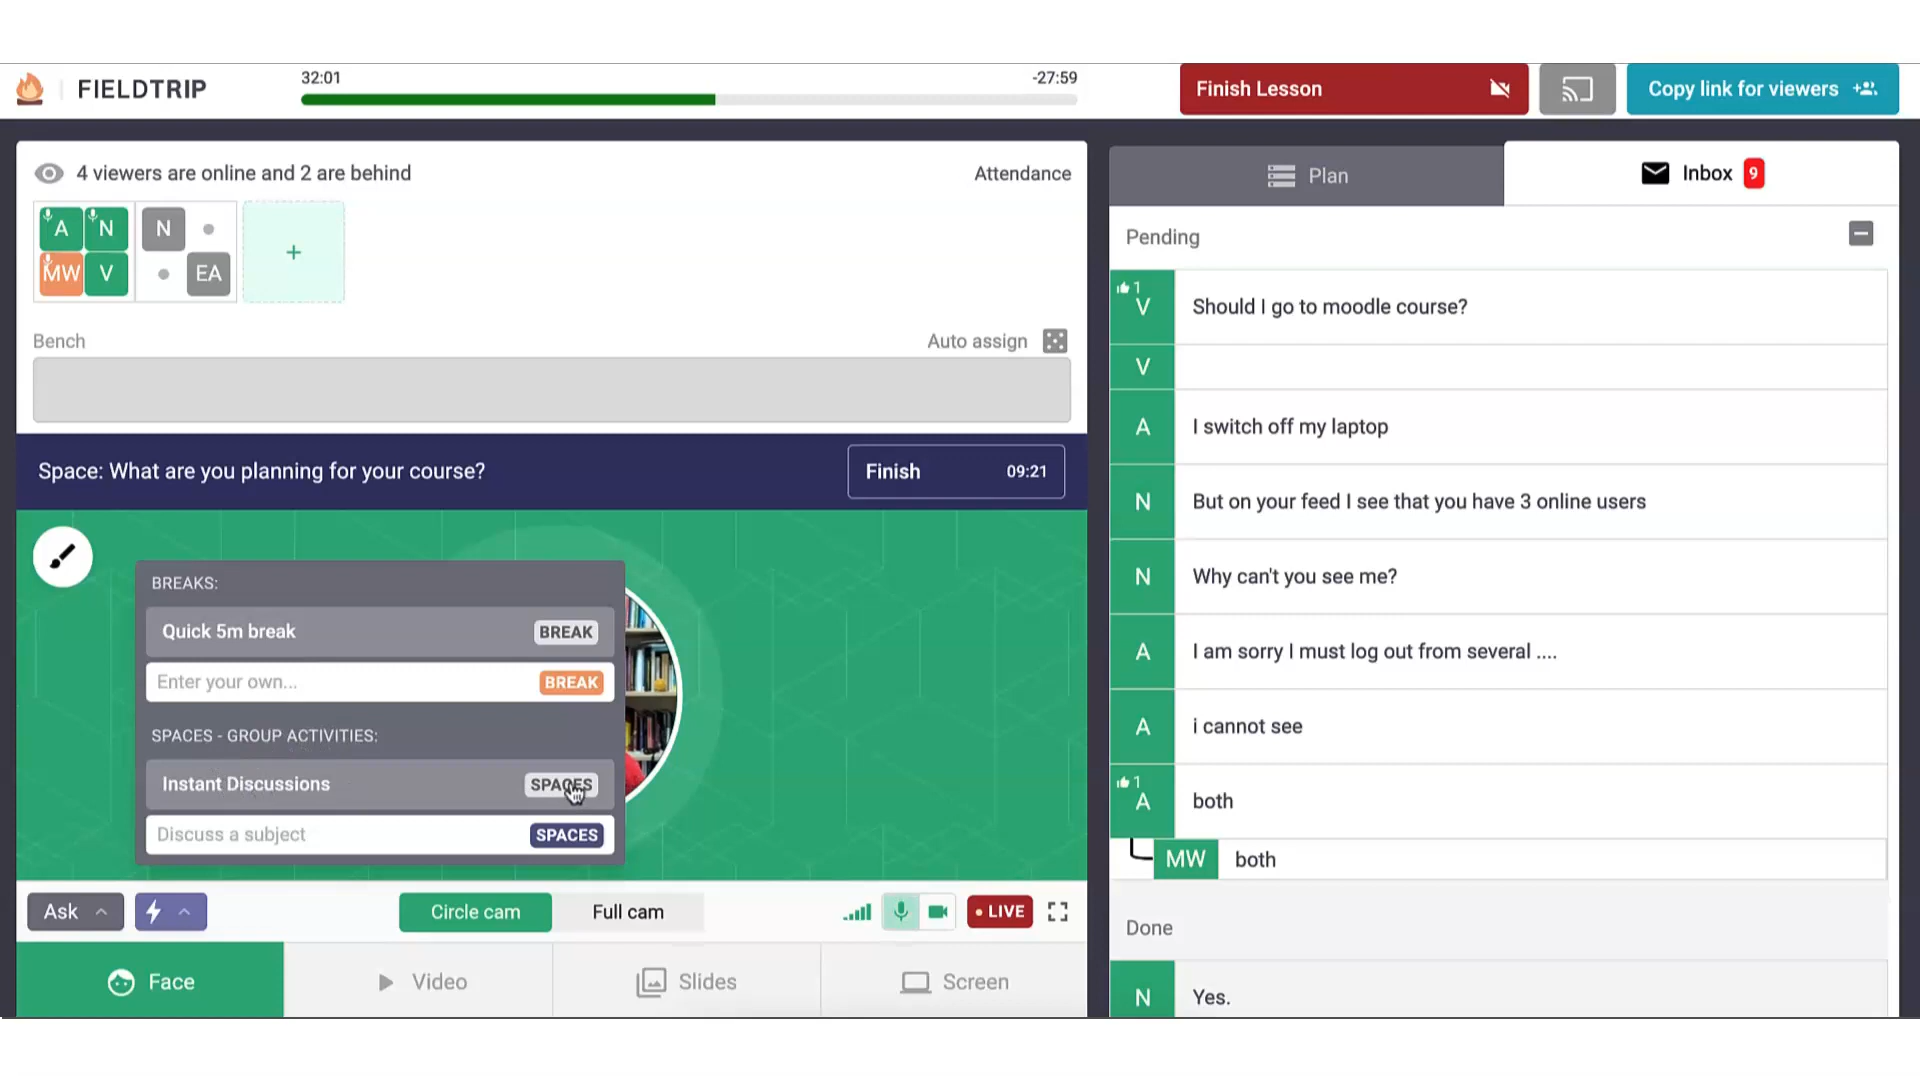 FIELDTRIP
32:01
-27:59
Finish Lesson
Copy link for viewers
4 viewers are online and 2 are behind
Attendance
A N N
MW V EA
+
Bench
Auto assign
Space: What are you planning for your course?
Finish 09:21
BREAKS:
Quick 5m break BREAK
Enter your own... BREAK
SPACES - GROUP ACTIVITIES:
Instant Discussions SPACES
Discuss a subject SPACES
Ask
Circle cam
Full cam
LIVE
Face
Video
Slides
Screen
Plan
Inbox 9
Pending
1
V Should I go to moodle course?
V
A I switch off my laptop
N But on your feed I see that you have 3 online users
N Why can't you see me?
A I am sorry I must log out from several ....
A i cannot see
1
A both
MW both
Done
N Yes.